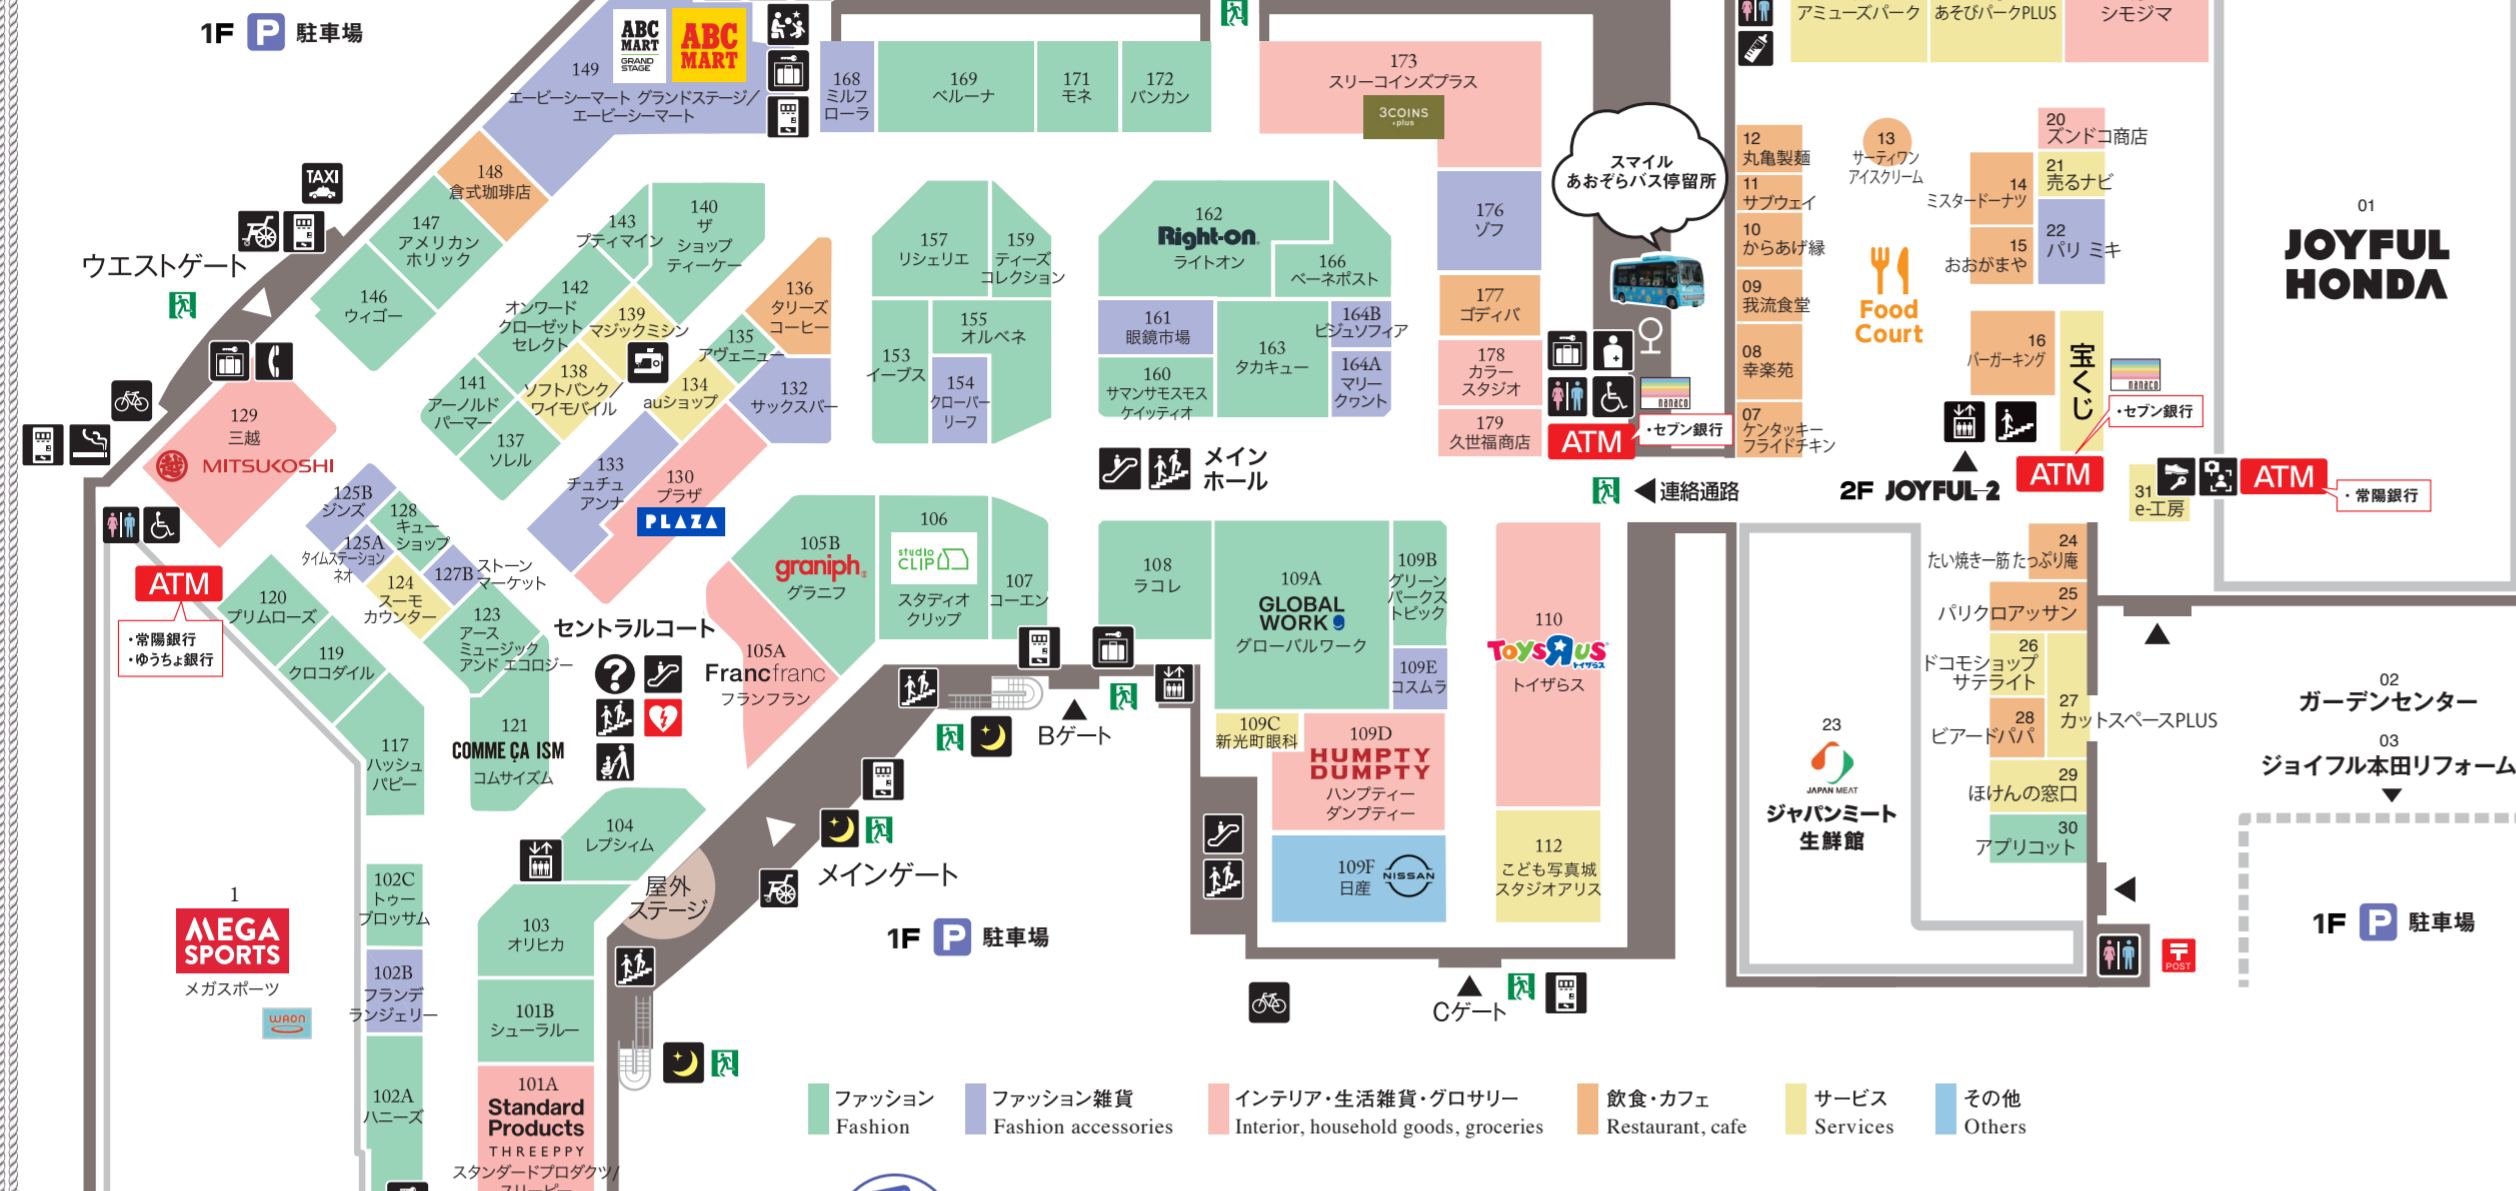 1F P 駐車場
ABC
MART
GRAND
STAGE
ABC
MART
149
エービーシーマート グランドステージ/
エービーシーマート
168
ミルフ
ローラ
169
ベルーナ
171
モネ
172
バンカン
173
スリーコインズプラス
3COINS
+plus
アミューズパーク
あそびパークPLUS
シモジマ
TAXI
ウエストゲート
148
倉式珈琲店
147
アメリカン
ホリック
146
ウィゴー
143
プティマイン
140
ザ
ショップ
ティーケー
142
オンワード
クローゼット
セレクト
139
マジックミシン
138
ソフトバンク/
ワイモバイル
141
アーノルド
パーマー
137
ソレル
136
タリーズ
コーヒー
135
アヴェニュー
134
auショップ
132
サックスバー
133
チュチュ
アンナ
130
プラザ
PLAZA
129
三越
越 MITSUKOSHI
157
リシェリエ
159
ティーズ
コレクション
155
オルベネ
153
イーブス
154
クローバー
リーフ
162
Right-on
ライトオン
166
ベーネポスト
161
眼鏡市場
160
サマンサモスモス
ケイッティオ
163
タカキュー
164B
ビジュソフィア
164A
マリー
クヮント
176
ゾフ
177
ゴディバ
178
カラー
スタジオ
179
久世福商店
スマイル
あおぞらバス停留所
nanaco
ATM
・セブン銀行
連絡通路
メイン
ホール
12
丸亀製麺
11
サブウェイ
10
からあげ縁
09
我流食堂
08
幸楽苑
07
ケンタッキー
フライドチキン
13
サーティワン
アイスクリーム
Food
Court
14
ミスタードーナツ
15
おおがまや
16
バーガーキング
20
ズンドコ商店
21
売るナビ
22
パリ ミキ
宝くじ
nanaco
・セブン銀行
ATM
2F JOYFUL-2
31
e-工房
ATM
・常陽銀行
01
JOYFUL
HONDA
125B
ジンズ
128
キュー
ショップ
125A
タイムステーション
ネオ
127B
ストーン
マーケット
124
スーモ
カウンター
123
アース
ミュージック
アンド エコロジー
ATM
・常陽銀行
・ゆうちょ銀行
120
プリムローズ
119
クロコダイル
117
ハッシュ
パピー
121
COMME ÇA ISM
コムサイズム
セントラルコート
?
105B
graniph
グラニフ
105A
Francfranc
フランフラン
106
studio
CLIP
スタディオ
クリップ
107
コーエン
108
ラコレ
109A
GLOBAL
WORK
グローバルワーク
109B
グリーン
パークス
トピック
109E
コスムラ
109C
新光町眼科
109D
HUMPTY
DUMPTY
ハンプティー
ダンプティー
109F
日産
NISSAN
110
ToysЯus
トイザらス
トイザらス
112
こども写真城
スタジオアリス
Bゲート
メインゲート
1F P 駐車場
Cゲート
104
レプシィム
屋外
ステージ
103
オリヒカ
101B
シューラルー
101A
Standard
Products
THREEPPY
スタンダードプロダクツ/
スリーピー
1
MEGA
SPORTS
メガスポーツ
WAON
102C
トゥー
ブロッサム
102B
フランデ
ランジェリー
102A
ハニーズ
23
JAPAN MEAT
ジャパンミート
生鮮館
24
たい焼き一筋 たっぷり庵
25
パリクロアッサン
26
ドコモショップ
サテライト
27
カットスペースPLUS
28
ビアードパパ
29
ほけんの窓口
30
アプリコット
02
ガーデンセンター
03
ジョイフル本田リフォーム
1F P 駐車場
〒
POST
ファッション
Fashion
ファッション雑貨
Fashion accessories
インテリア・生活雑貨・グロサリー
Interior, household goods, groceries
飲食・カフェ
Restaurant, cafe
サービス
Services
その他
Others